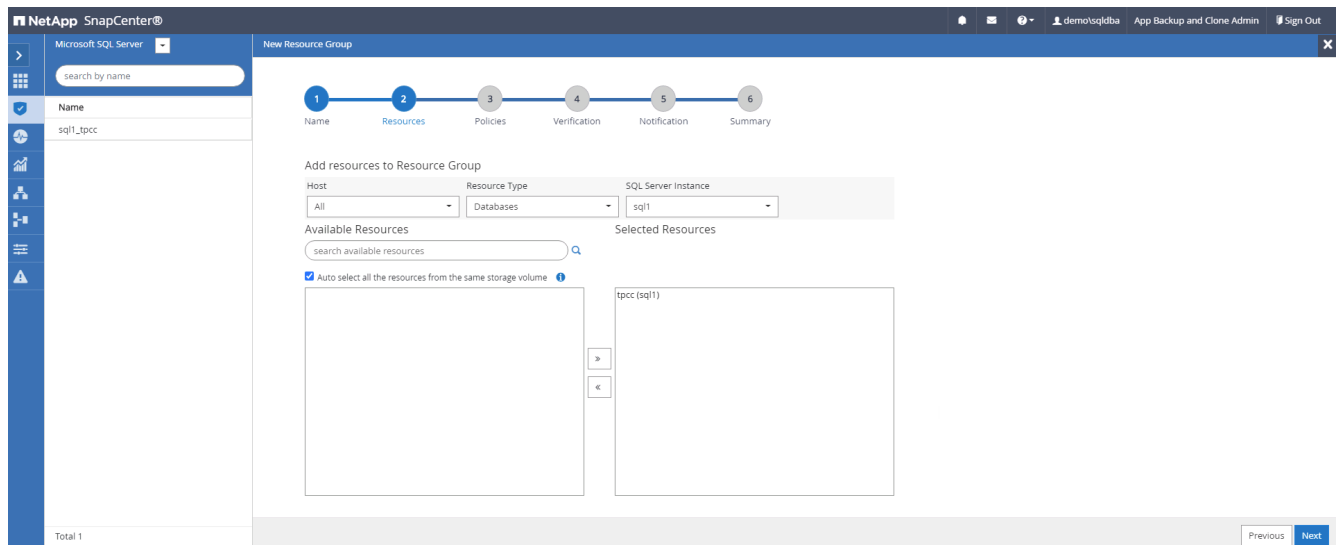 NetApp SnapCenter®
demo\sqldba App Backup and Clone Admin Sign Out
Microsoft SQL Server
New Resource Group
search by name
Name
sql1_tpcc
1 2 3 4 5 6
Name Resources Policies Verification Notification Summary
Add resources to Resource Group
Host Resource Type SQL Server Instance
All Databases sql1
Available Resources Selected Resources
search available resources
Auto select all the resources from the same storage volume
tpcc (sql1)
Total 1
Previous Next